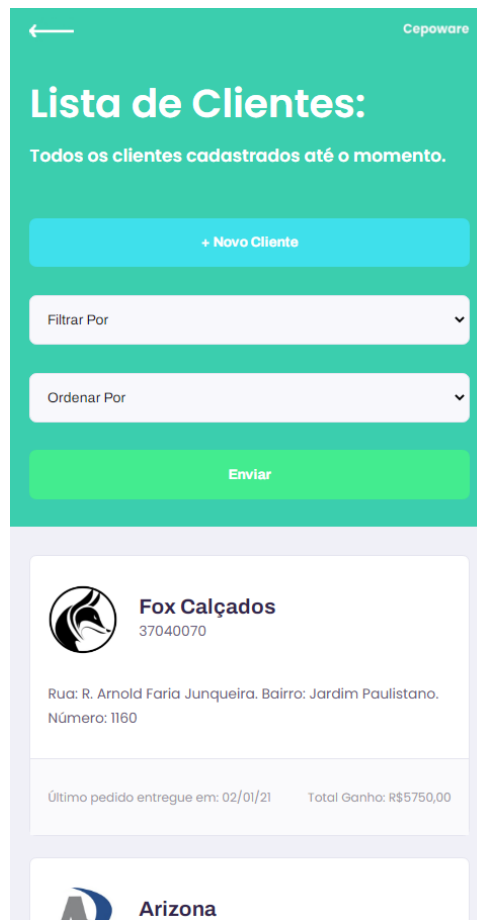 Cepoware
Lista de Clientes:
Todos os clientes cadastrados até o momento.
+ Novo Cliente
Filtrar Por
Ordenar Por
Enviar
Fox Calçados
37040070
Rua: R. Arnold Faria Junqueira. Bairro: Jardim Paulistano.
Número: 1160
Último pedido entregue em: 02/01/21 Total Ganho: R$5750,00
Arizona